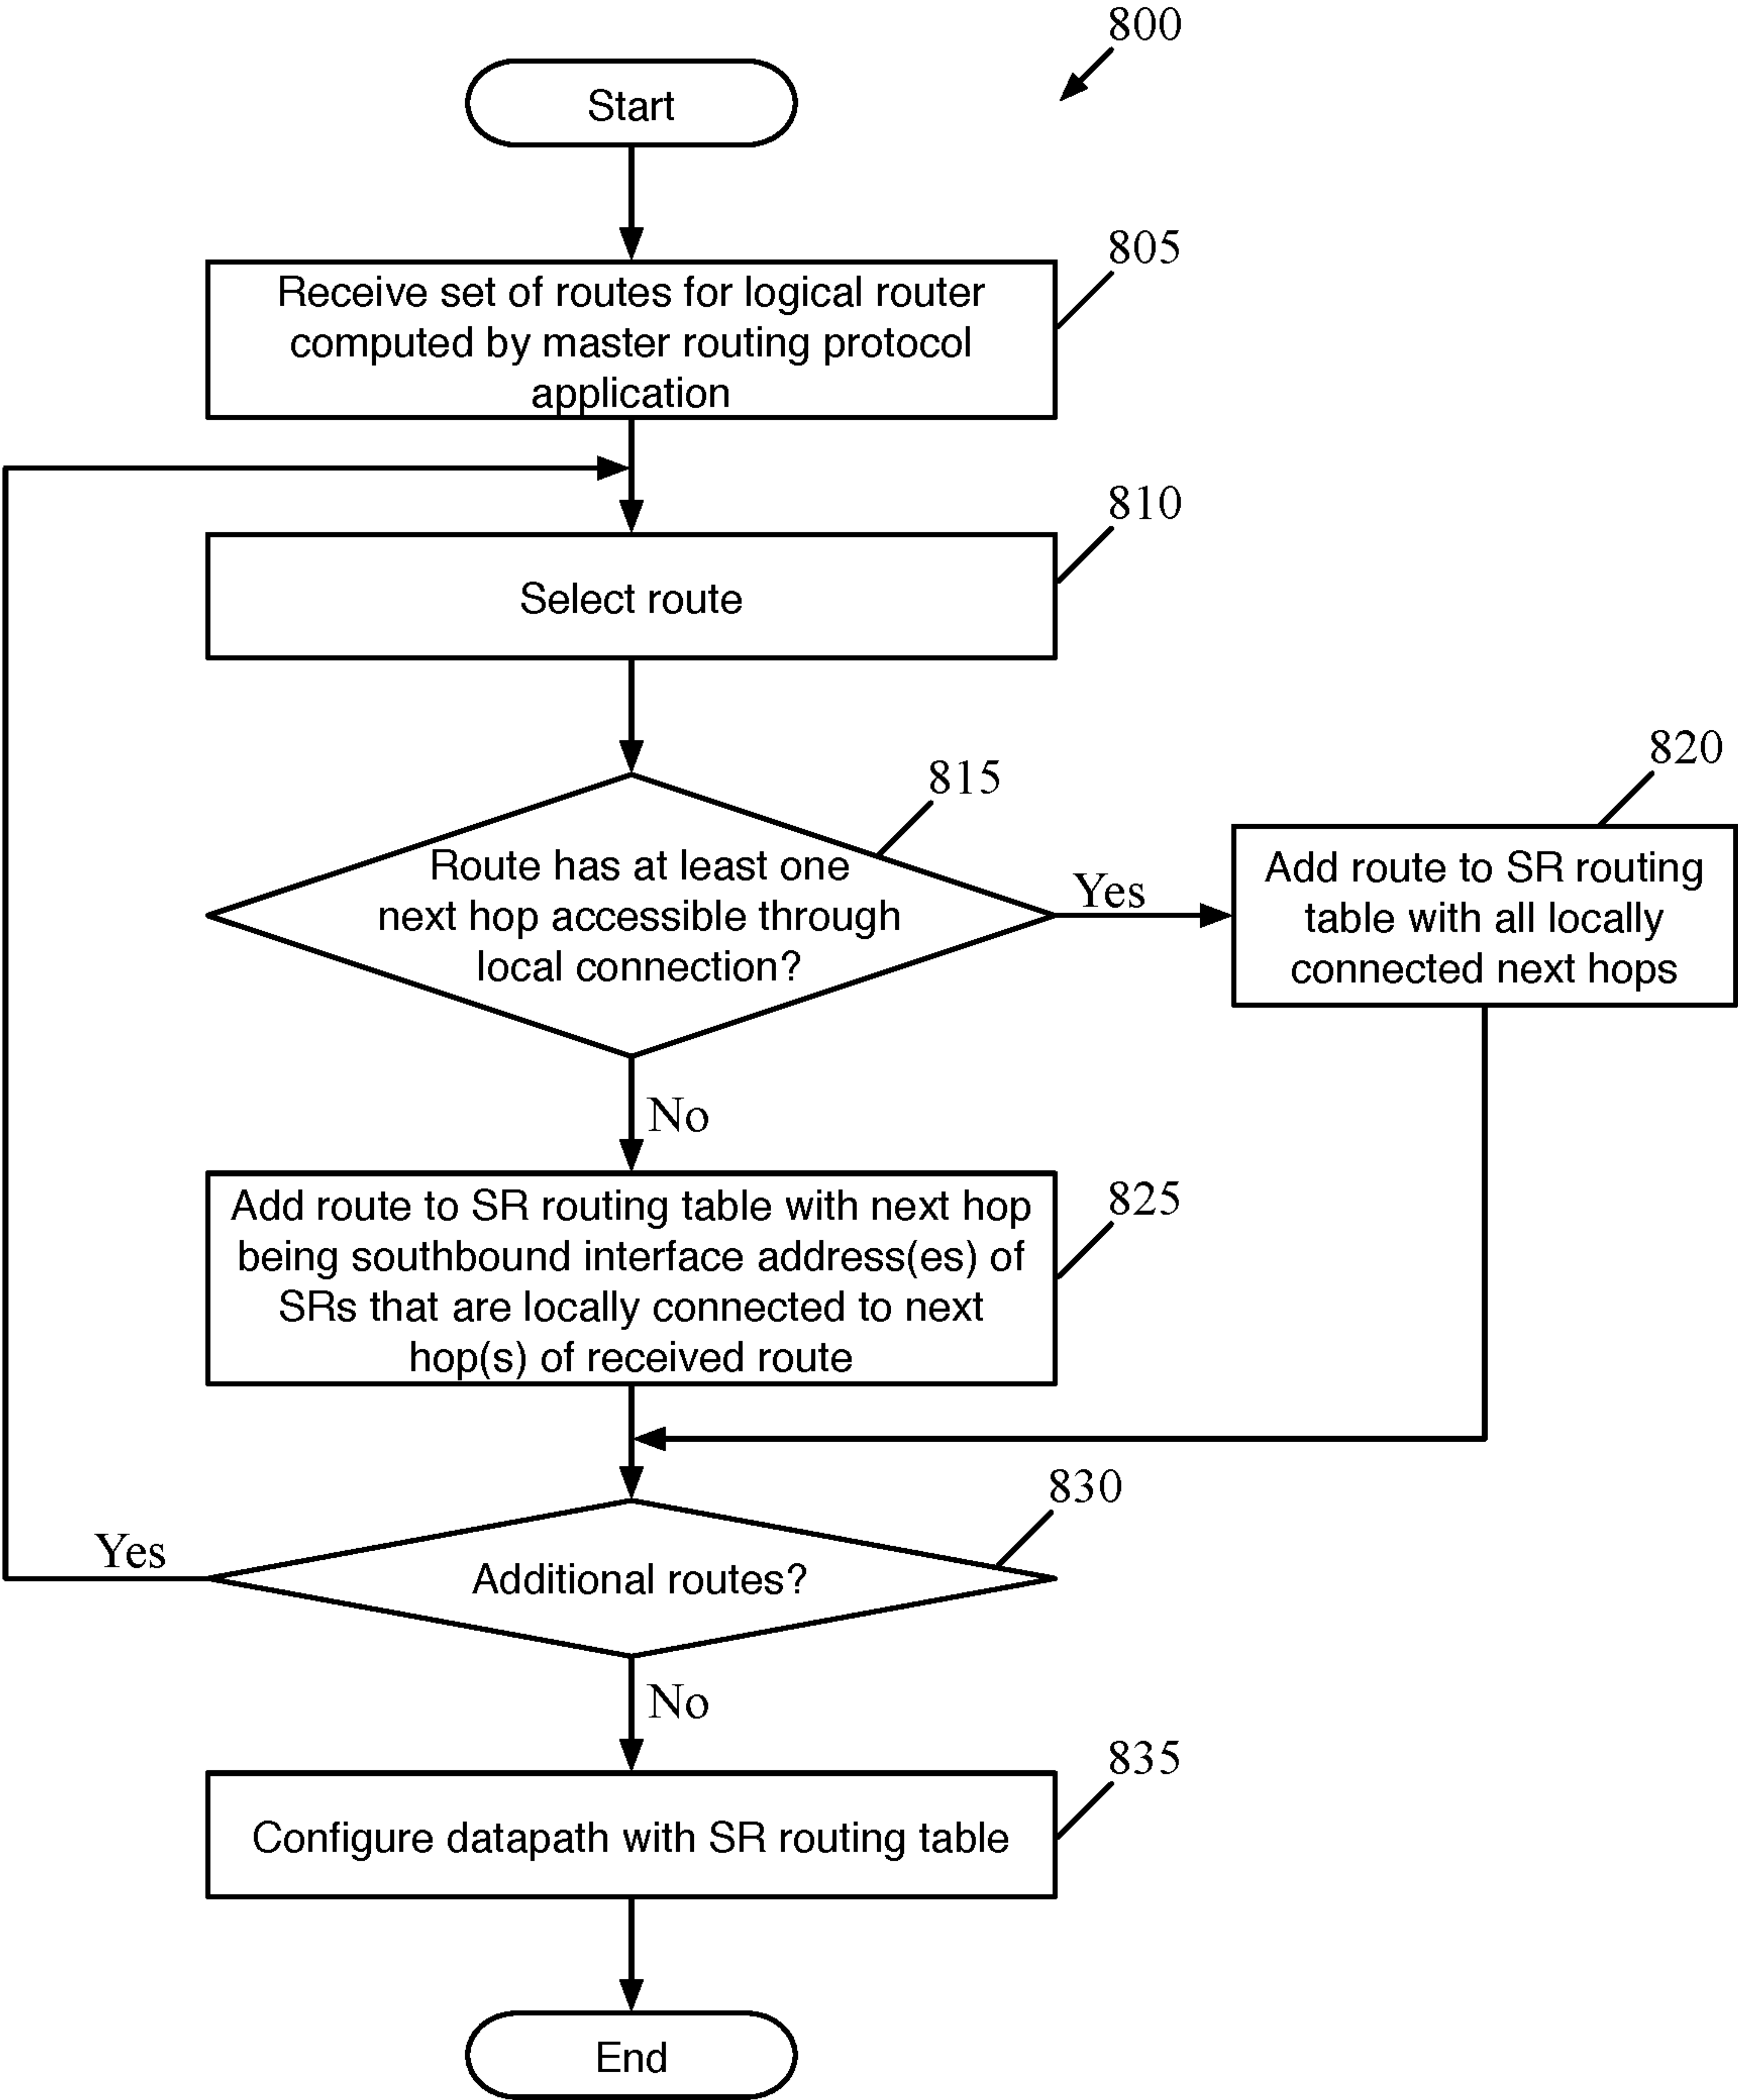 800
Start
805
Receive set of routes for logical router
computed by master routing protocol
application
810
Select route
815
Route has at least one
next hop accessible through
local connection?
Yes
820
Add route to SR routing
table with all locally
connected next hops
No
825
Add route to SR routing table with next hop
being southbound interface address(es) of
SRs that are locally connected to next
hop(s) of received route
830
Additional routes?
Yes
No
835
Configure datapath with SR routing table
End